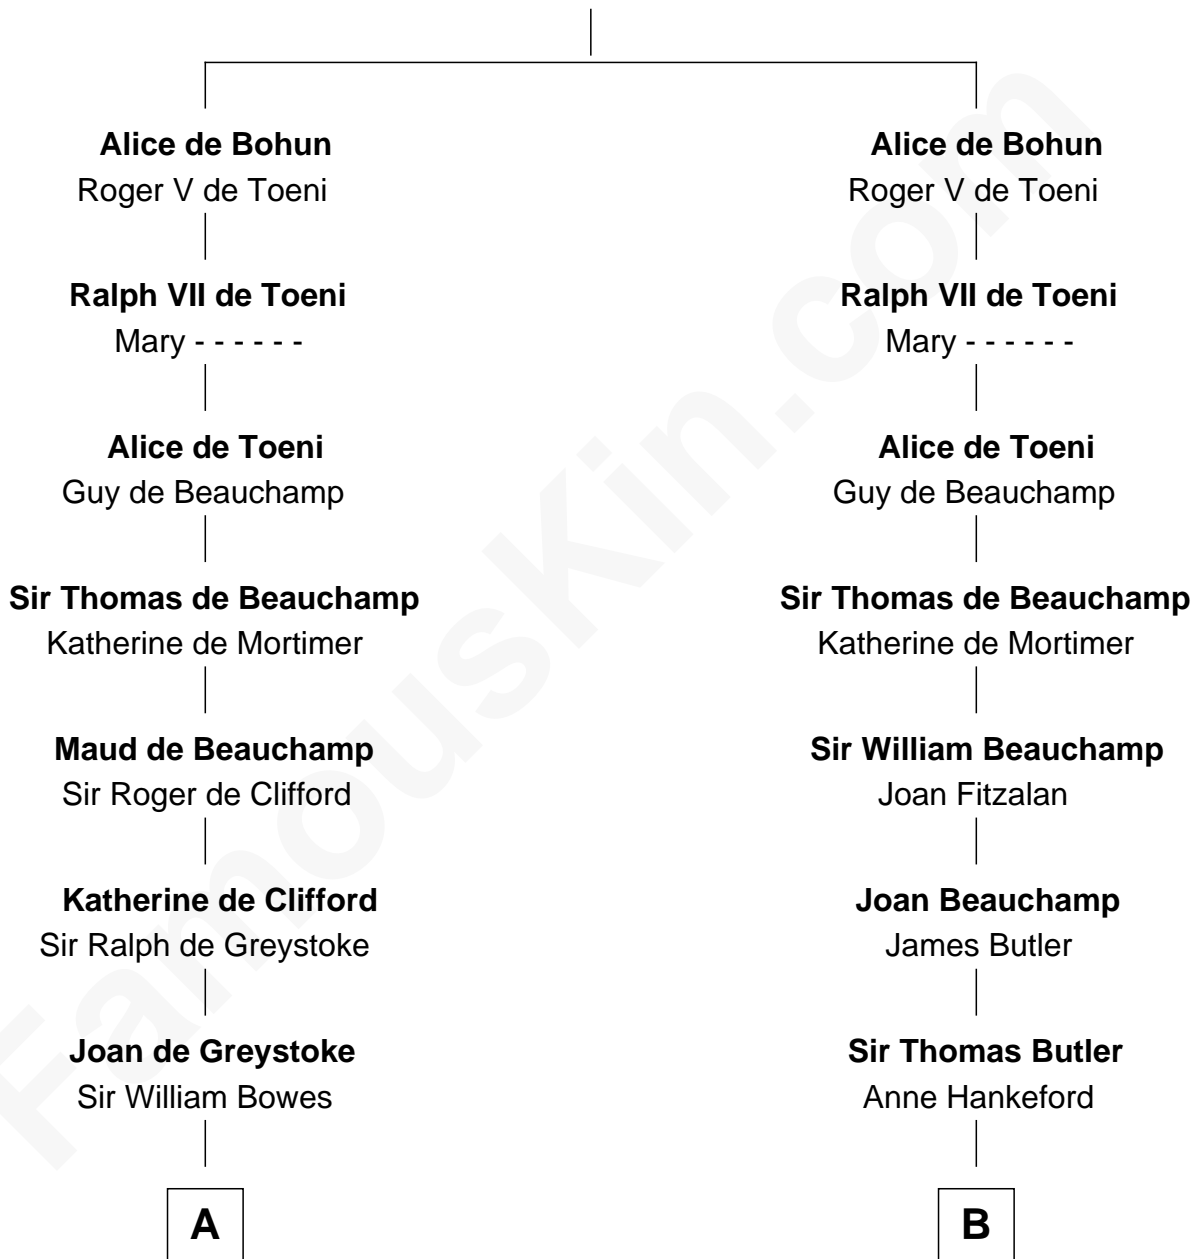 Alice de Bohun
Roger V de Toeni
Ralph VII de Toeni
Mary - - - - - -
Alice de Toeni
Guy de Beauchamp
Sir Thomas de Beauchamp
Katherine de Mortimer
Maud de Beauchamp
Sir Roger de Clifford
Katherine de Clifford
Sir Ralph de Greystoke
Joan de Greystoke
Sir William Bowes
A
Alice de Bohun
Roger V de Toeni
Ralph VII de Toeni
Mary - - - - - -
Alice de Toeni
Guy de Beauchamp
Sir Thomas de Beauchamp
Katherine de Mortimer
Sir William Beauchamp
Joan Fitzalan
Joan Beauchamp
James Butler
Sir Thomas Butler
Anne Hankeford
B
FamousKin.com